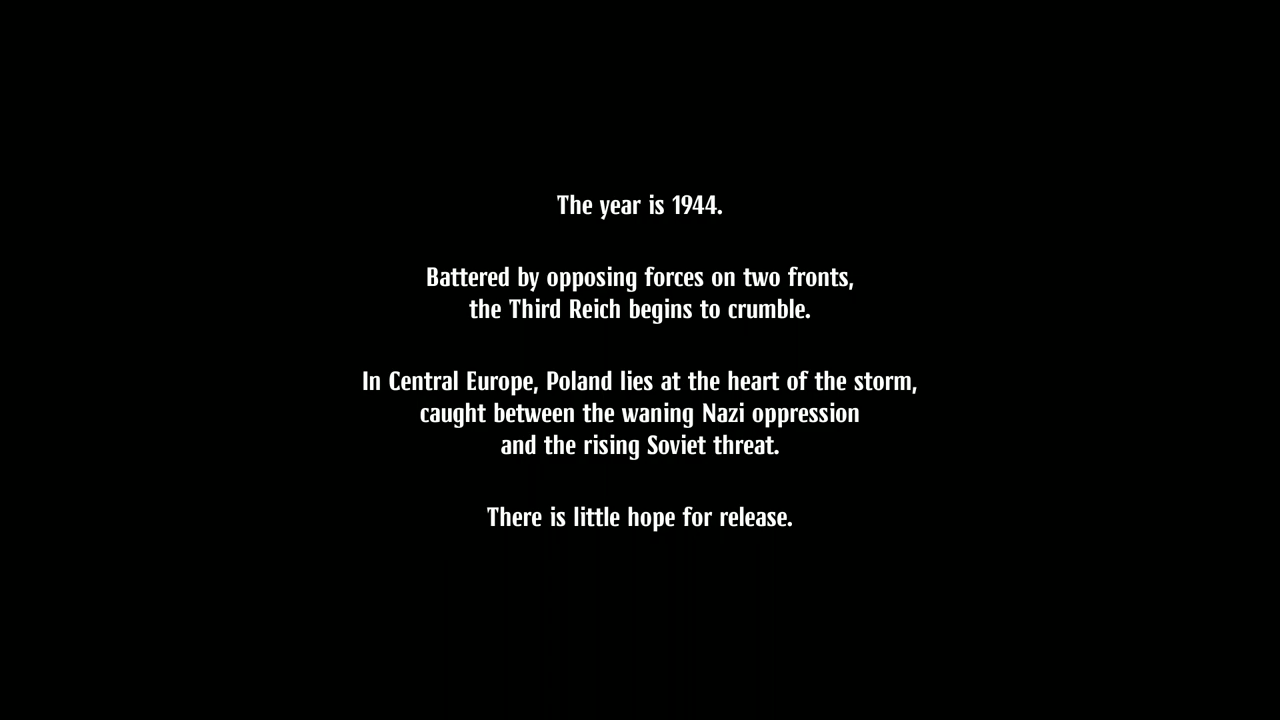 The year is 1944.
Battered by opposing forces on two fronts,
the Third Reich begins to crumble.
In Central Europe, Poland lies at the heart of the storm,
caught between the waning Nazi oppression
and the rising Soviet threat.
There is little hope for release.